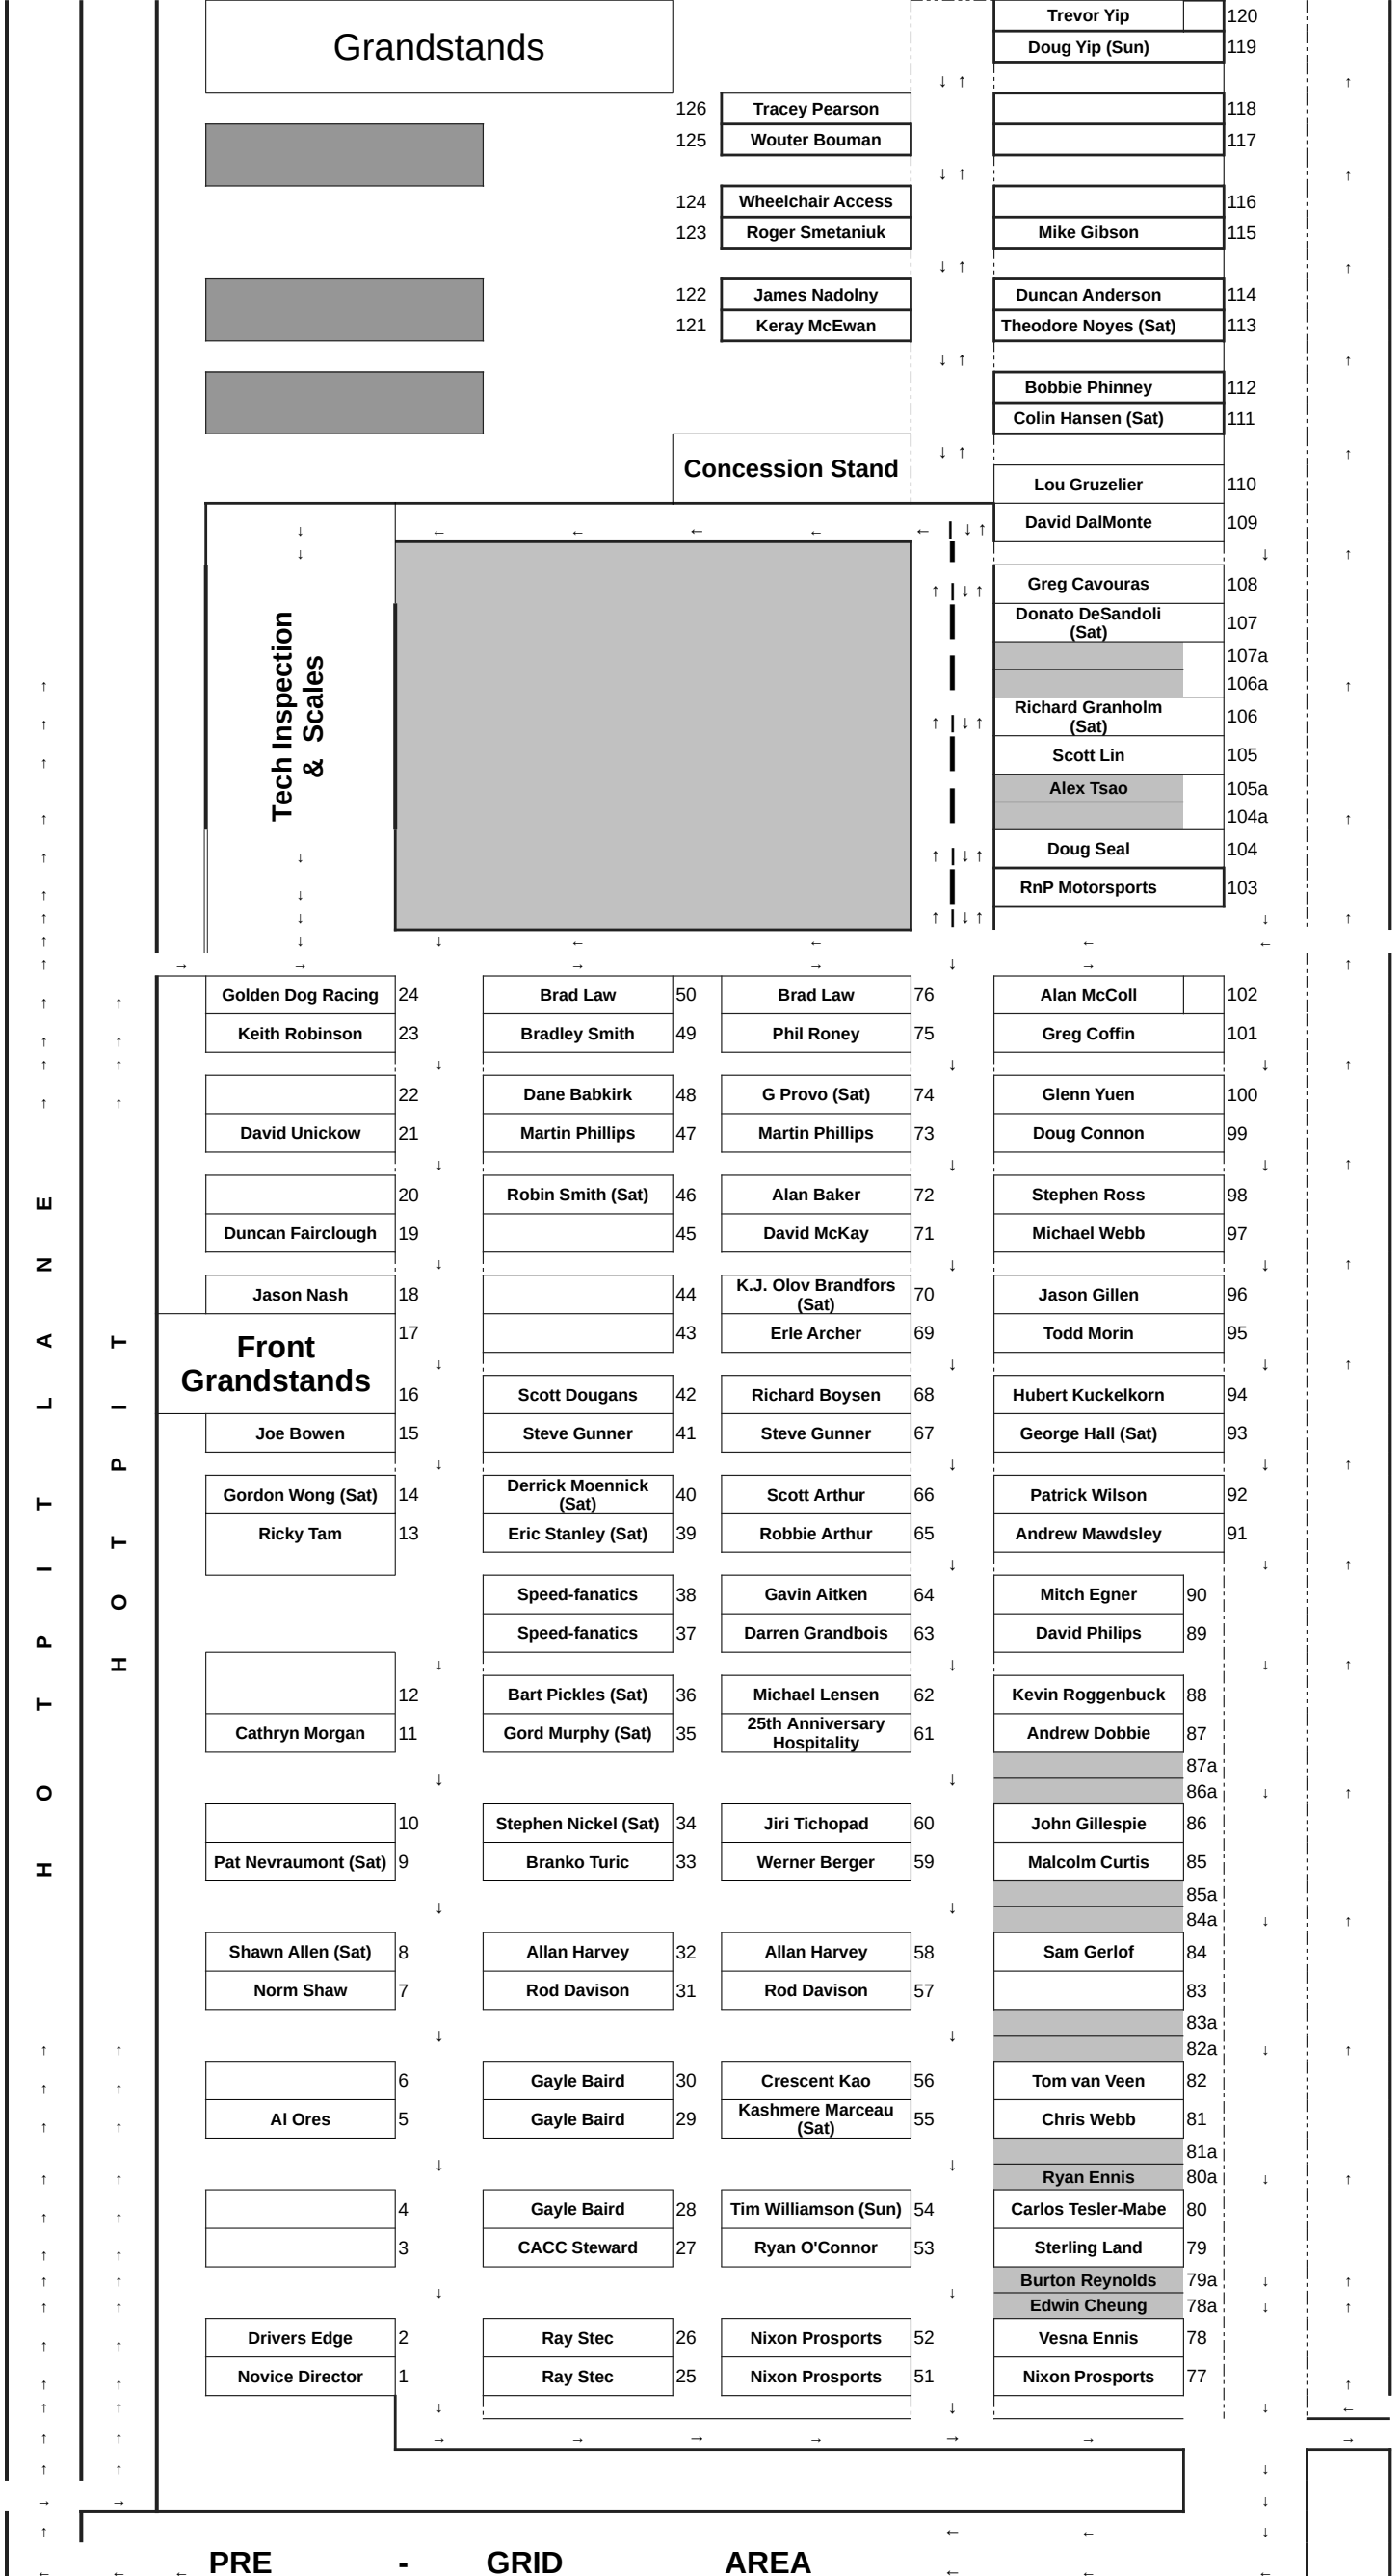 Grandstands
Trevor Yip 120
Doug Yip (Sun) 119
↓ ↑ ↑
126 Tracey Pearson 118
125 Wouter Bouman 117
↓ ↑ ↑
124 Wheelchair Access 116
123 Roger Smetaniuk Mike Gibson 115
↓ ↑ ↑
122 James Nadolny Duncan Anderson 114
121 Keray McEwan Theodore Noyes (Sat) 113
↓ ↑ ↑
Bobbie Phinney 112
Colin Hansen (Sat) 111
↓ ↑ ↑
Concession Stand
Lou Gruzelier 110
David DalMonte 109
Greg Cavouras 108
Donato DeSandoli
(Sat) 107
107a
106a
Richard Granholm
(Sat) 106
Scott Lin 105
Alex Tsao 105a
104a
Doug Seal 104
RnP Motorsports 103
Tech Inspection
& Scales
Golden Dog Racing 24 Brad Law 50 Brad Law 76 Alan McColl 102
Keith Robinson 23 Bradley Smith 49 Phil Roney 75 Greg Coffin 101
22 Dane Babkirk 48 G Provo (Sat) 74 Glenn Yuen 100
David Unickow 21 Martin Phillips 47 Martin Phillips 73 Doug Connon 99
20 Robin Smith (Sat) 46 Alan Baker 72 Stephen Ross 98
Duncan Fairclough 19 45 David McKay 71 Michael Webb 97
Jason Nash 18 44 K.J. Olov Brandfors
(Sat) 70 Jason Gillen 96
Front
Grandstands
17 43 Erle Archer 69 Todd Morin 95
16 Scott Dougans 42 Richard Boysen 68 Hubert Kuckelkorn 94
Joe Bowen 15 Steve Gunner 41 Steve Gunner 67 George Hall (Sat) 93
Gordon Wong (Sat) 14 Derrick Moennick
(Sat) 40 Scott Arthur 66 Patrick Wilson 92
Ricky Tam 13 Eric Stanley (Sat) 39 Robbie Arthur 65 Andrew Mawdsley 91
Speed-fanatics 38 Gavin Aitken 64 Mitch Egner 90
Speed-fanatics 37 Darren Grandbois 63 David Philips 89
12 Bart Pickles (Sat) 36 Michael Lensen 62 Kevin Roggenbuck 88
Cathryn Morgan 11 Gord Murphy (Sat) 35 25th Anniversary
Hospitality 61 Andrew Dobbie 87
87a
86a
10 Stephen Nickel (Sat) 34 Jiri Tichopad 60 John Gillespie 86
Pat Nevraumont (Sat) 9 Branko Turic 33 Werner Berger 59 Malcolm Curtis 85
85a
84a
Shawn Allen (Sat) 8 Allan Harvey 32 Allan Harvey 58 Sam Gerlof 84
Norm Shaw 7 Rod Davison 31 Rod Davison 57 83
83a
82a
6 Gayle Baird 30 Crescent Kao 56 Tom van Veen 82
Al Ores 5 Gayle Baird 29 Kashmere Marceau
(Sat) 55 Chris Webb 81
81a
Ryan Ennis 80a
4 Gayle Baird 28 Tim Williamson (Sun) 54 Carlos Tesler-Mabe 80
3 CACC Steward 27 Ryan O'Connor 53 Sterling Land 79
Burton Reynolds 79a
Edwin Cheung 78a
Drivers Edge 2 Ray Stec 26 Nixon Prosports 52 Vesna Ennis 78
Novice Director 1 Ray Stec 25 Nixon Prosports 51 Nixon Prosports 77
HOT PIT LANE
HOT PIT
PRE - GRID AREA